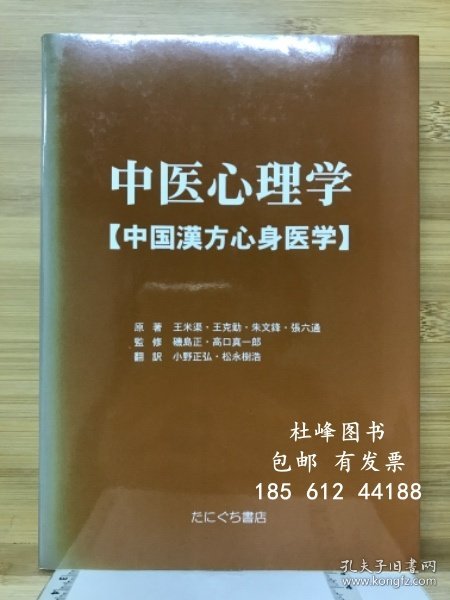 中医心理学
【中国漢方心身医学】
原著 王米渠・王克勤・朱文鋒・張六通
監修 磯島正・高口真一郎
翻訳 小野正弘・松永樹浩
杜峰图书
包邮 有发票
185 612 44188
たにぐち書店
孔夫子旧书网
www.kongfz.com